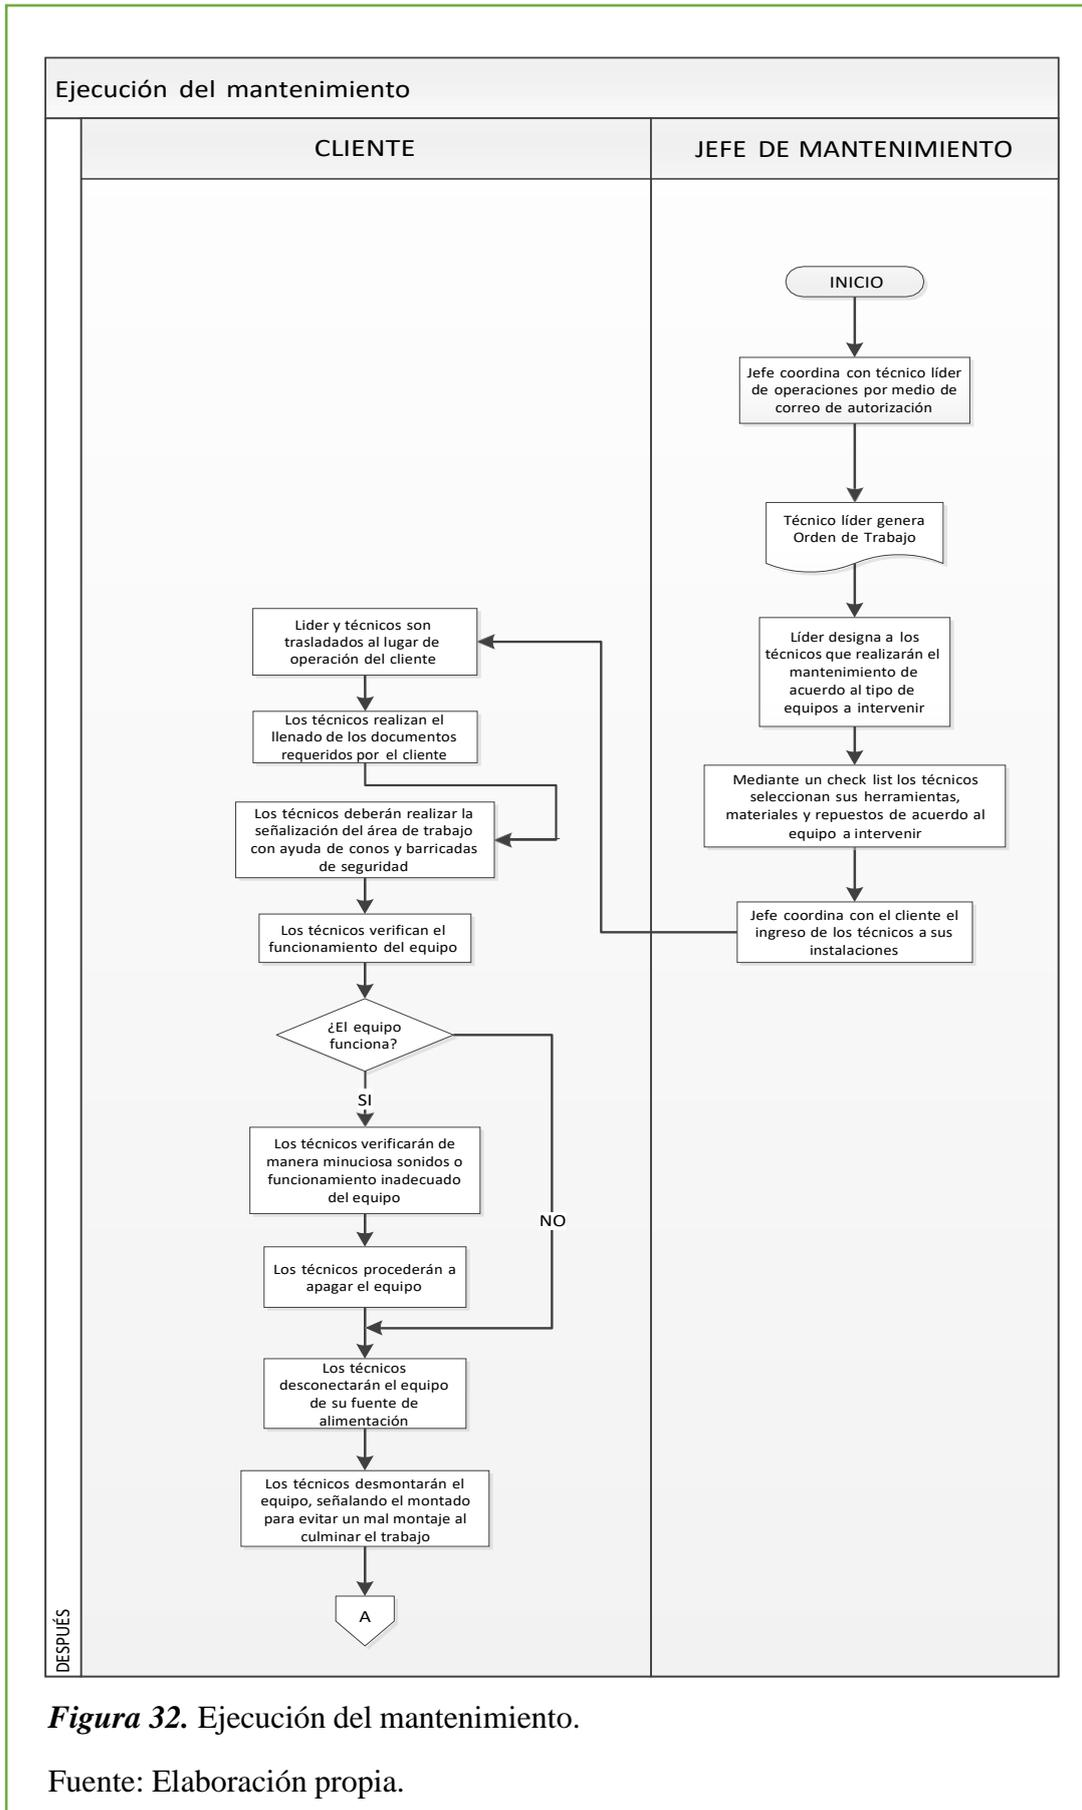 Ejecución del mantenimiento
CLIENTE
JEFE DE MANTENIMIENTO
INICIO
Jefe coordina con técnico líder
de operaciones por medio de
correo de autorización
Técnico líder genera
Orden de Trabajo
Líder designa a los
técnicos que realizarán el
mantenimiento de
acuerdo al tipo de
equipos a intervenir
Mediante un check list los técnicos
seleccionan sus herramientas,
materiales y repuestos de acuerdo al
equipo a intervenir
Jefe coordina con el cliente el
ingreso de los técnicos a sus
instalaciones
Lider y técnicos son
trasladados al lugar de
operación del cliente
Los técnicos realizan el
llenado de los documentos
requeridos por el cliente
Los técnicos deberán realizar la
señalización del área de trabajo
con ayuda de conos y barricadas
de seguridad
Los técnicos verifican el
funcionamiento del equipo
¿El equipo
funciona?
SI
Los técnicos verificarán de
manera minuciosa sonidos o
funcionamiento inadecuado
del equipo
NO
Los técnicos procederán a
apagar el equipo
Los técnicos
desconectarán el equipo
de su fuente de
alimentación
Los técnicos desmontarán el
equipo, señalando el montado
para evitar un mal montaje al
culminar el trabajo
A
DESPUÉS
Figura 32. Ejecución del mantenimiento.
Fuente: Elaboración propia.